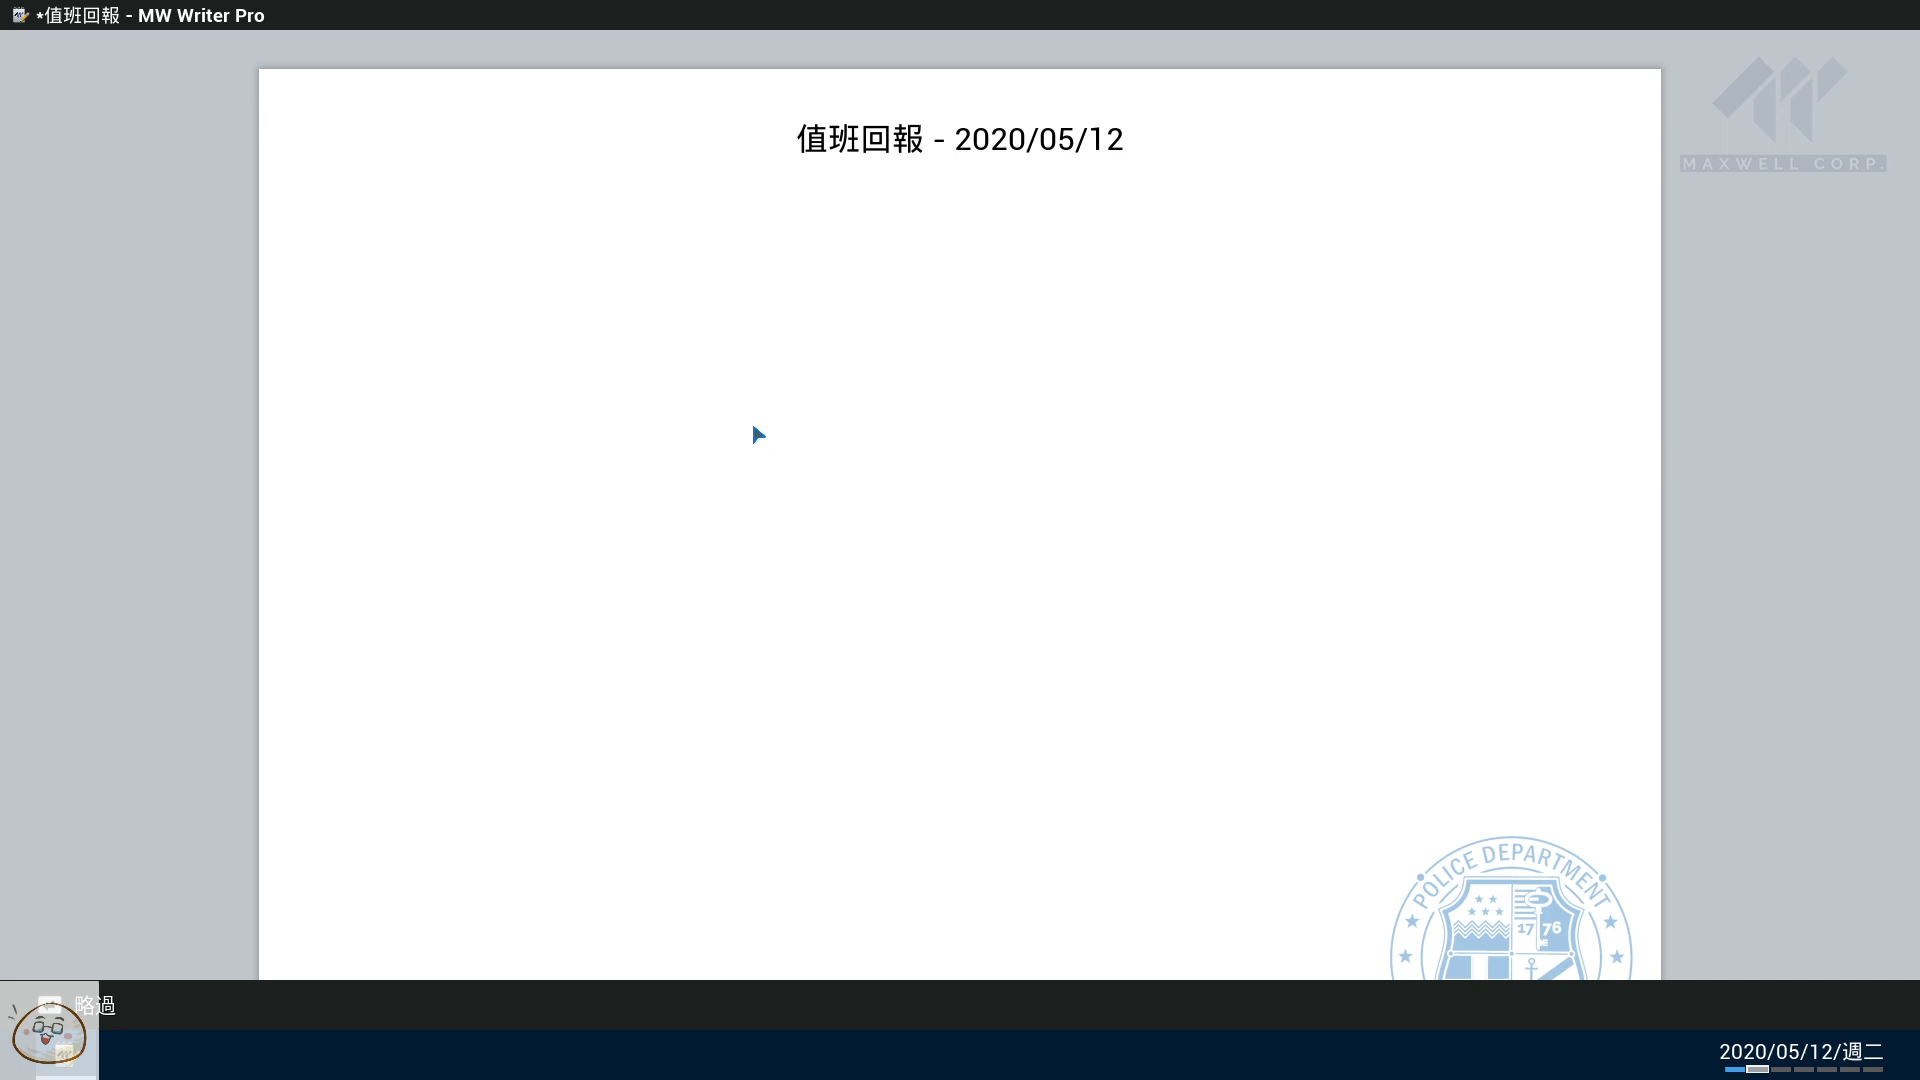 *值班回報 - MW Writer Pro
MAXWELL CORP.
值班回報 - 2020/05/12
POLICE DEPARTMENT
17 76
略過
2020/05/12/週二